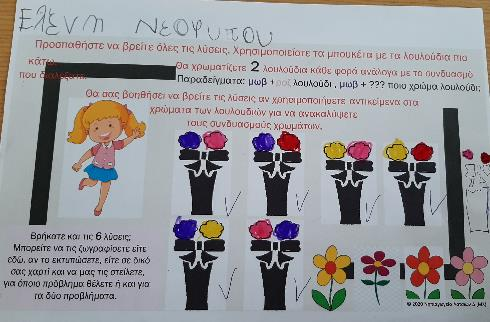 Ελενη Νεοφυτου
Προσπαθήστε να βρείτε όλες τις λύσεις. Χρησιμοποιείστε τα μπουκέτα με τα λουλούδια πιο
κάτω.
Θα χρωματίζετε 2 λουλούδια κάθε φορά ανάλογα με το συνδυασμό
που διαλέξατε.
Παραδείγματα: μωβ +ροζ λουλούδι , μωβ + ??? ποιο χρώμα λουλούδι;
Θα σας βοηθήσει να βρείτε τις λύσεις αν χρησιμοποιήσετε αντικείμενα στα
χρώματα των λουλουδιών για να ανακαλύψετε
τους συνδυασμούς χρωμάτων.
Βρήκατε και τις 6 λύσεις;
Μπορείτε να τις ζωγραφίσετε είτε
εδώ, αν το εκτυπώσετε, είτε σε δικό
σας χαρτί και να μας τις στείλετε,
για όποιο πρόβλημα θέλετε ή και για
τα δύο προβλήματα.
© 2020 Νηπιαγωγείο